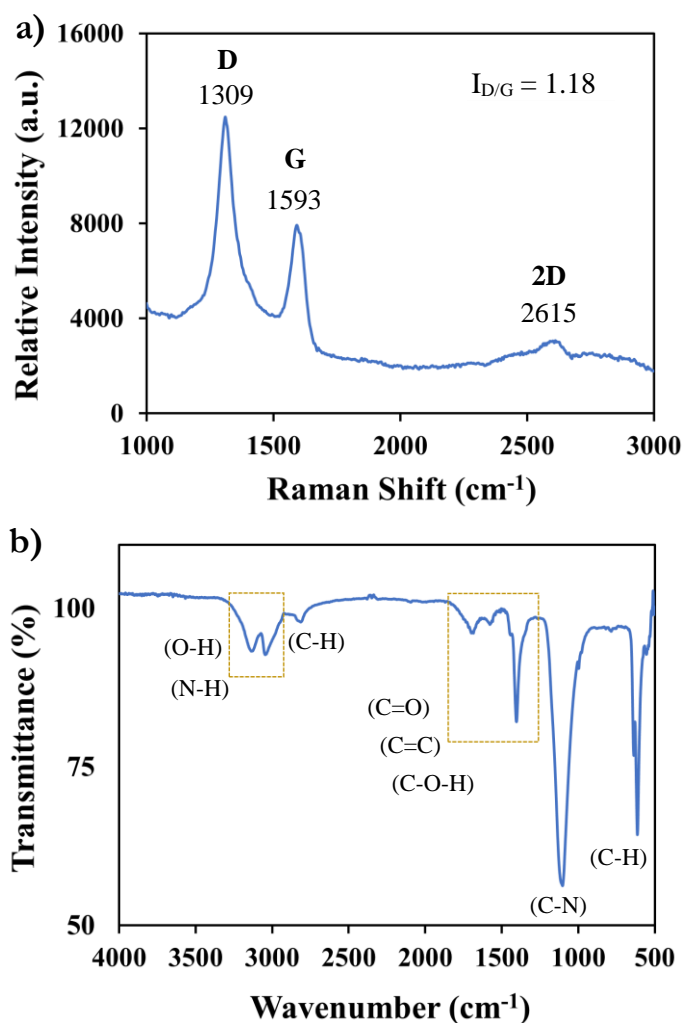 a)
16000
12000
8000
4000
0
Relative Intensity (a.u.)
D
1309
G
1593
I_D/G = 1.18
2D
2615
1000 1500 2000 2500 3000
Raman Shift (cm⁻¹)
b)
100
75
50
Transmittance (%)
(O-H)
(N-H)
(C-H)
(C=O)
(C=C)
(C-O-H)
(C-N)
(C-H)
4000 3500 3000 2500 2000 1500 1000 500
Wavenumber (cm⁻¹)